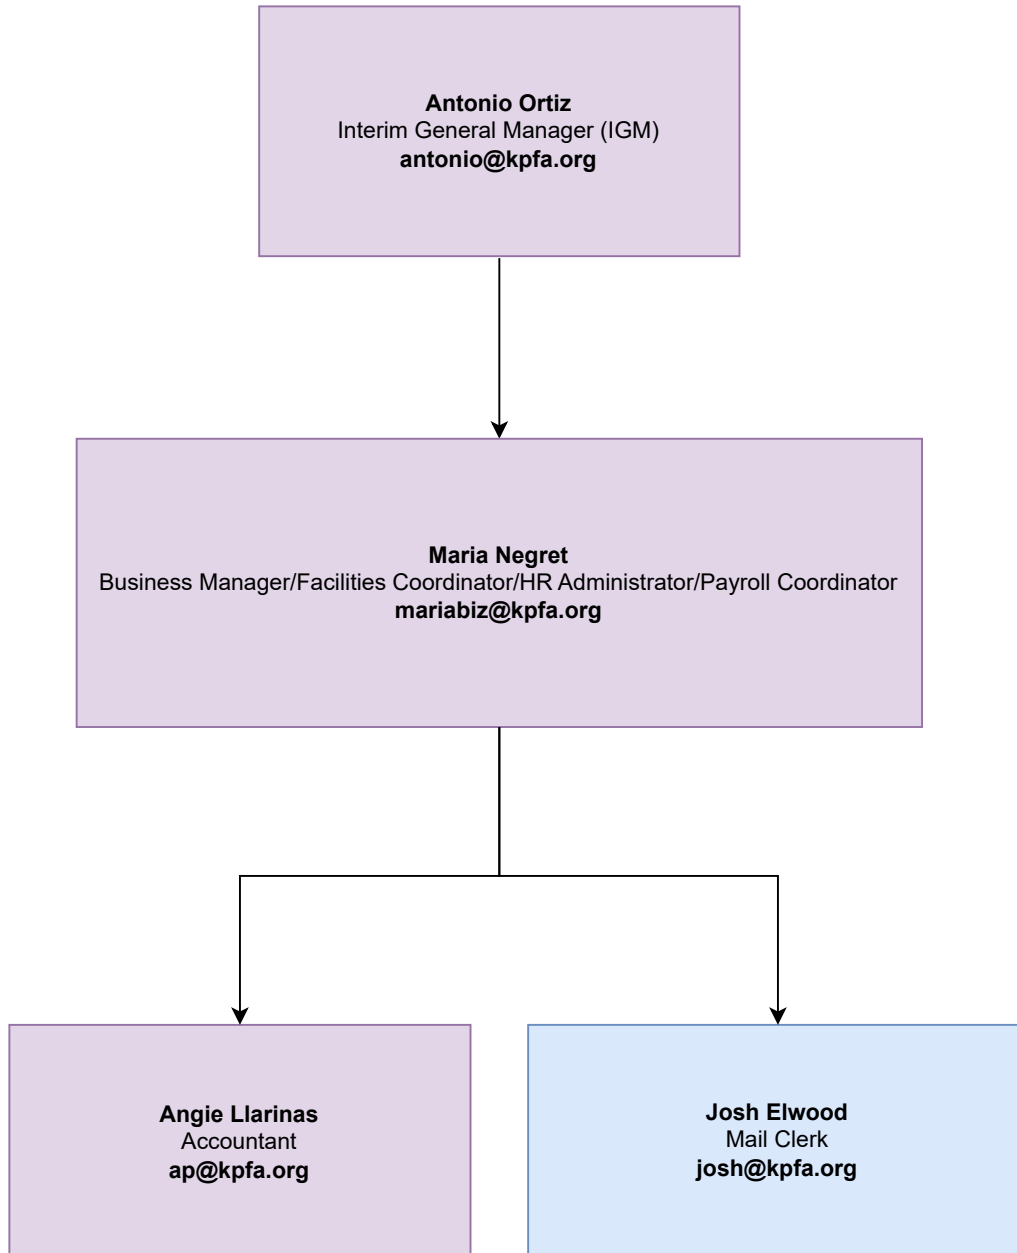 Antonio Ortiz
Interim General Manager (IGM)
antonio@kpfa.org
Maria Negret
Business Manager/Facilities Coordinator/HR Administrator/Payroll Coordinator
mariabiz@kpfa.org
Angie Llarinas
Accountant
ap@kpfa.org
Josh Elwood
Mail Clerk
josh@kpfa.org